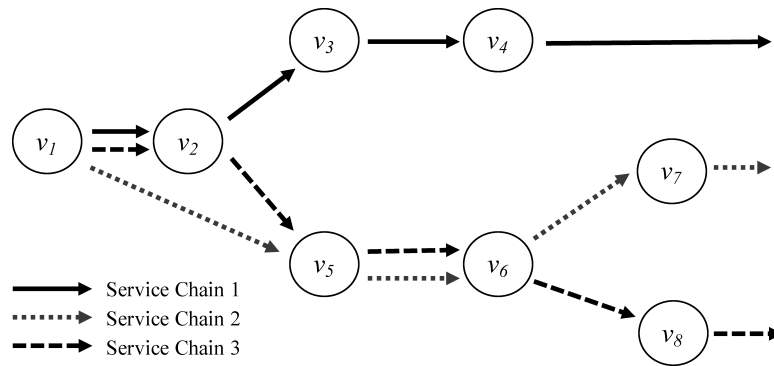 v3
v4
v1
v2
v7
v5
v6
Service Chain 1
Service Chain 2
Service Chain 3
v8